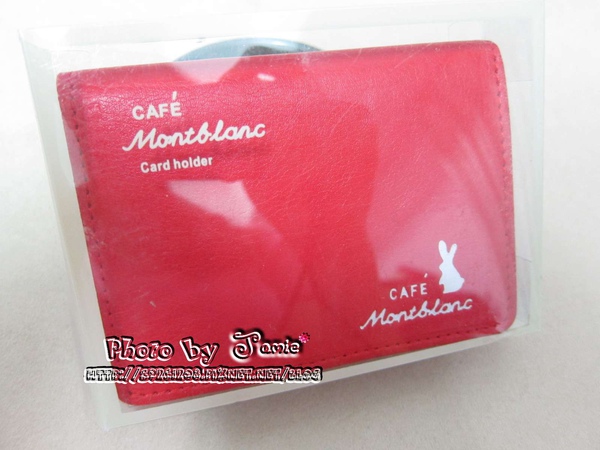 CAFÉ
Montblanc
Card holder
CAFÉ
Montblanc
Photo by Jamie*